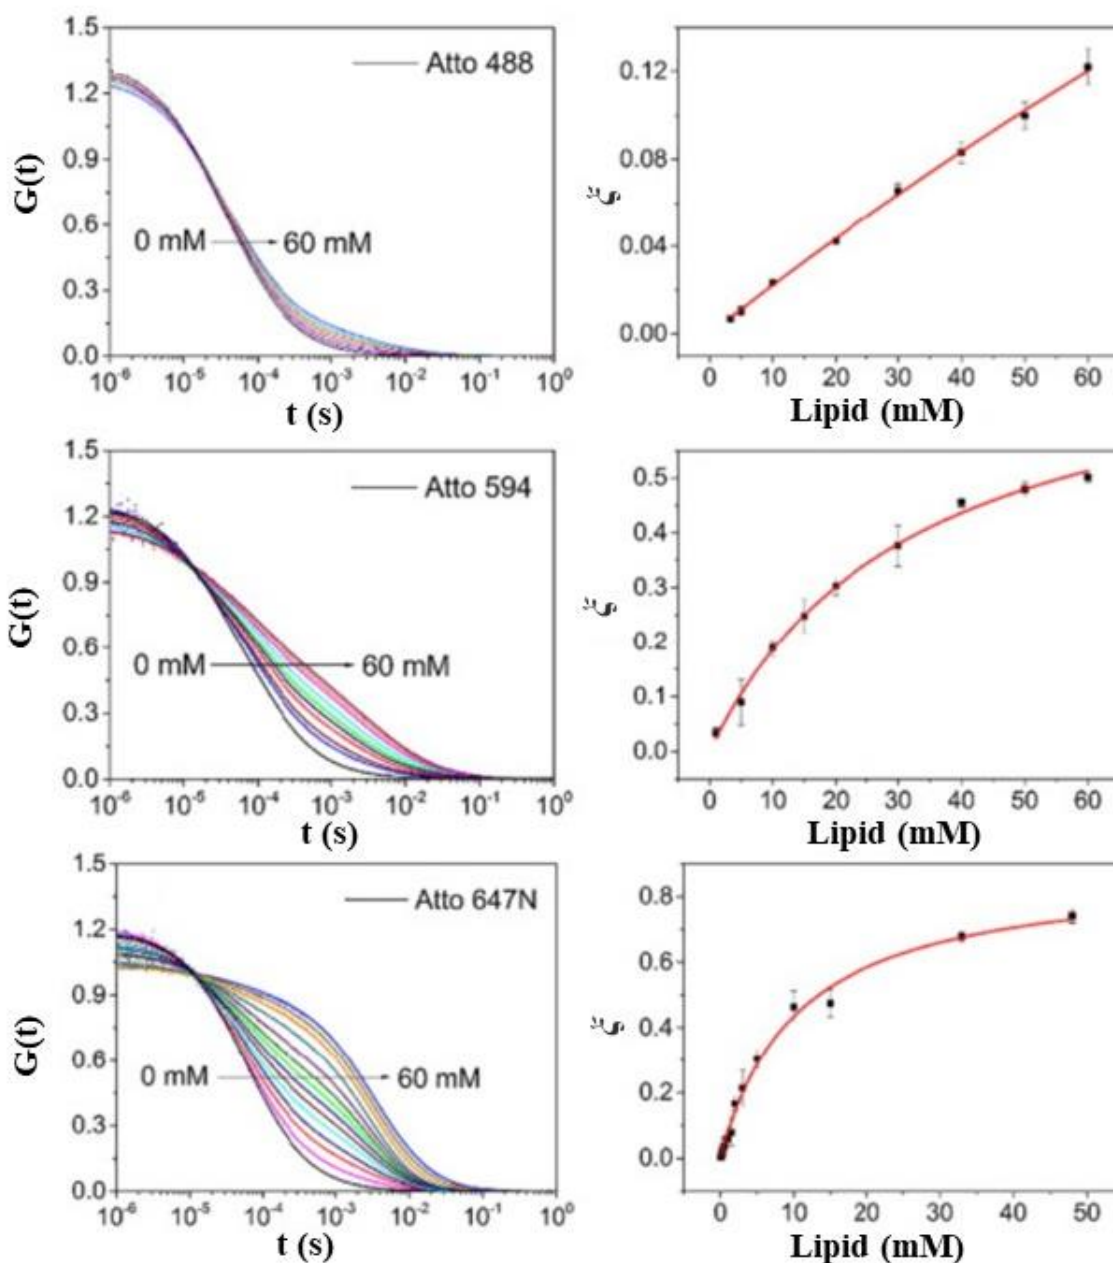 1.5
1.2
0.9
0.6
0.3
0.0
G(t)
Atto 488
0 mM
60 mM
10⁻⁶ 10⁻⁵ 10⁻⁴ 10⁻³ 10⁻² 10⁻¹ 10⁰
t (s)
0.12
0.08
0.04
0.00
ξ
0 10 20 30 40 50 60
Lipid (mM)
1.5
1.2
0.9
0.6
0.3
0.0
G(t)
Atto 594
0 mM
60 mM
10⁻⁶ 10⁻⁵ 10⁻⁴ 10⁻³ 10⁻² 10⁻¹ 10⁰
t (s)
0.5
0.4
0.3
0.2
0.1
0.0
ξ
0 10 20 30 40 50 60
Lipid (mM)
1.5
1.2
0.9
0.6
0.3
0.0
G(t)
Atto 647N
0 mM
60 mM
10⁻⁶ 10⁻⁵ 10⁻⁴ 10⁻³ 10⁻² 10⁻¹ 10⁰
t (s)
0.8
0.6
0.4
0.2
0.0
ξ
0 10 20 30 40 50
Lipid (mM)